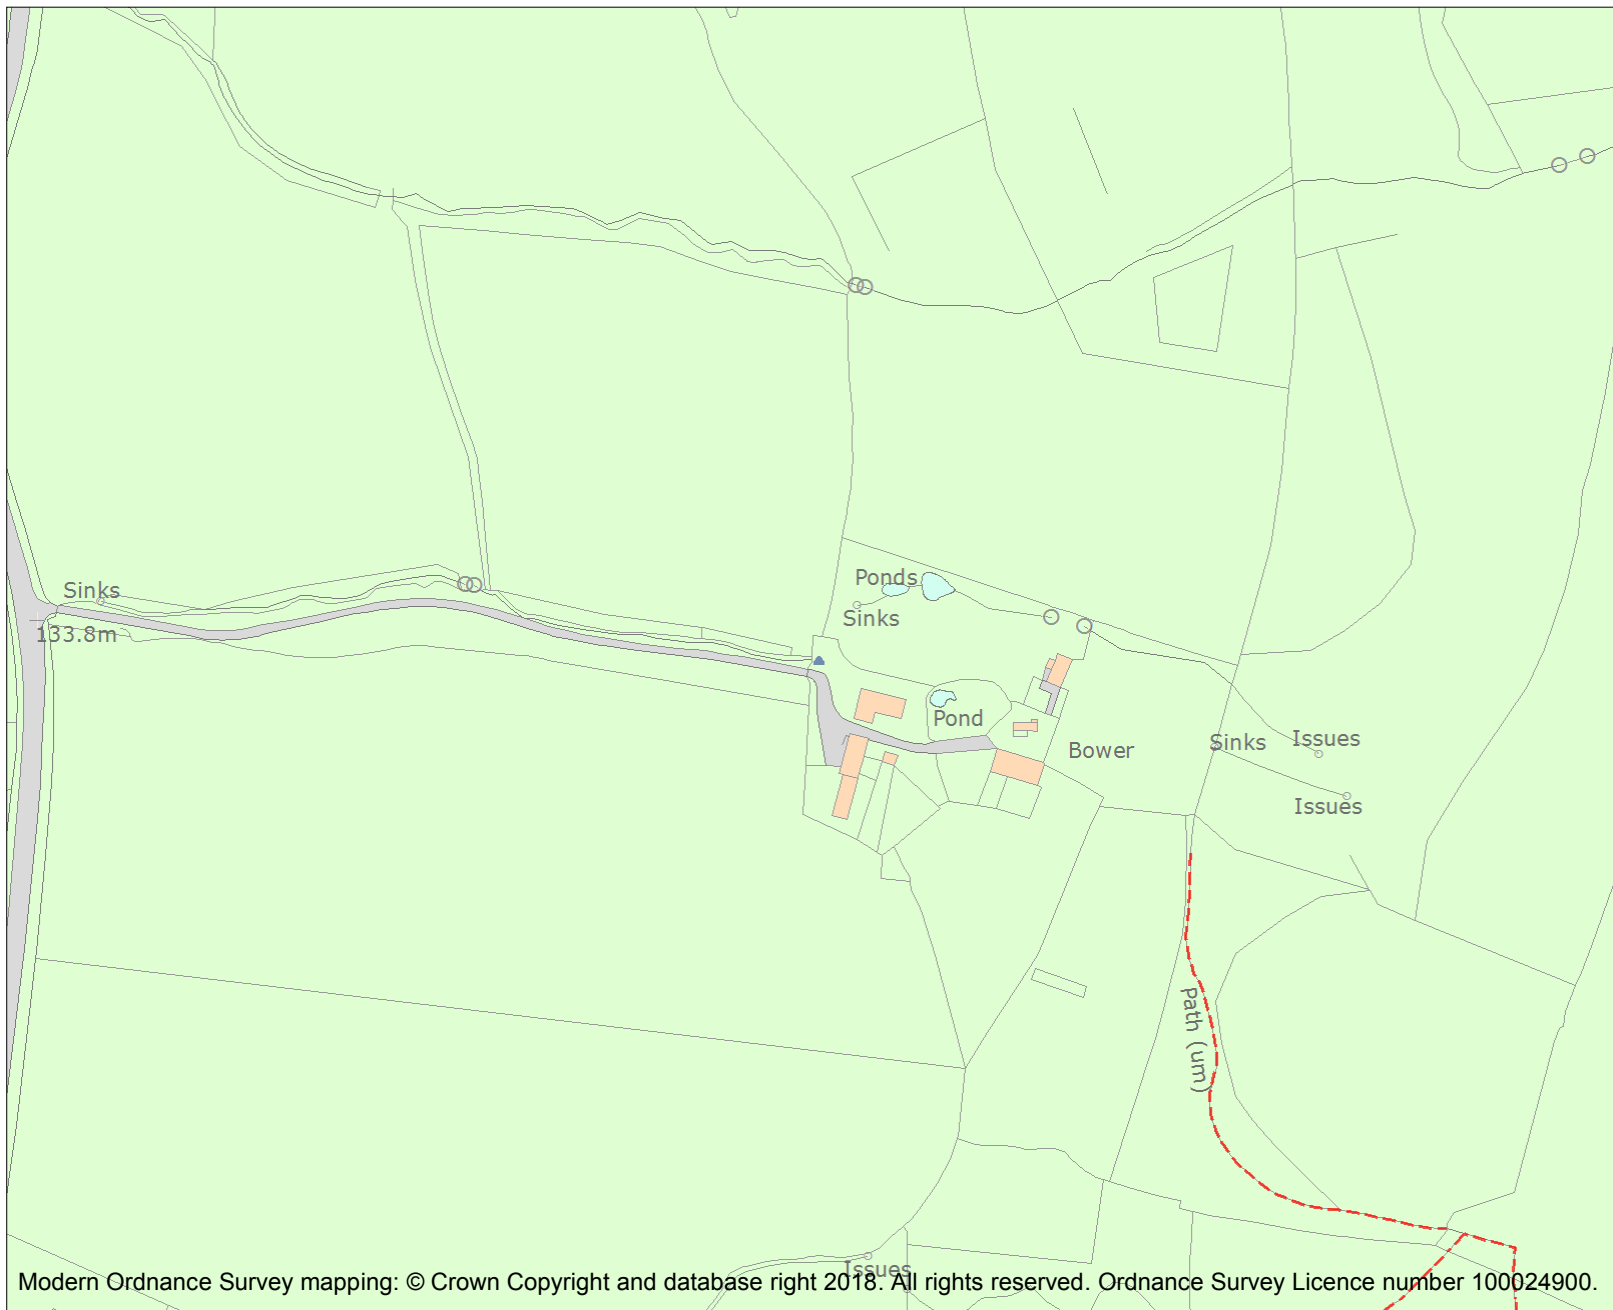 Sinks
133.8m
Ponds
Sinks
Pond
Bower
Sinks
Issues
Issues
Path (um)
Issues
Modern Ordnance Survey mapping: © Crown Copyright and database right 2018. All rights reserved. Ordnance Survey Licence number 100024900.